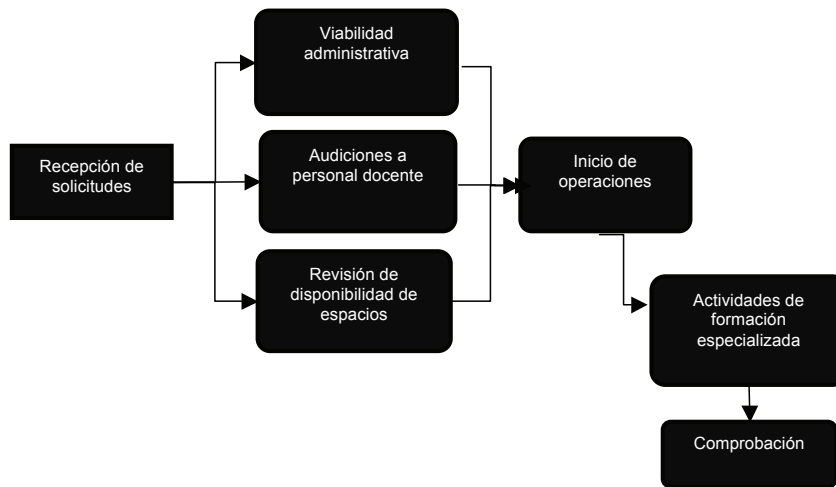 Viabilidad
administrativa
Recepción de
solicitudes
Audiciones a
personal docente
Revisión de
disponibilidad de
espacios
Inicio de
operaciones
Actividades de
formación
especializada
Comprobación